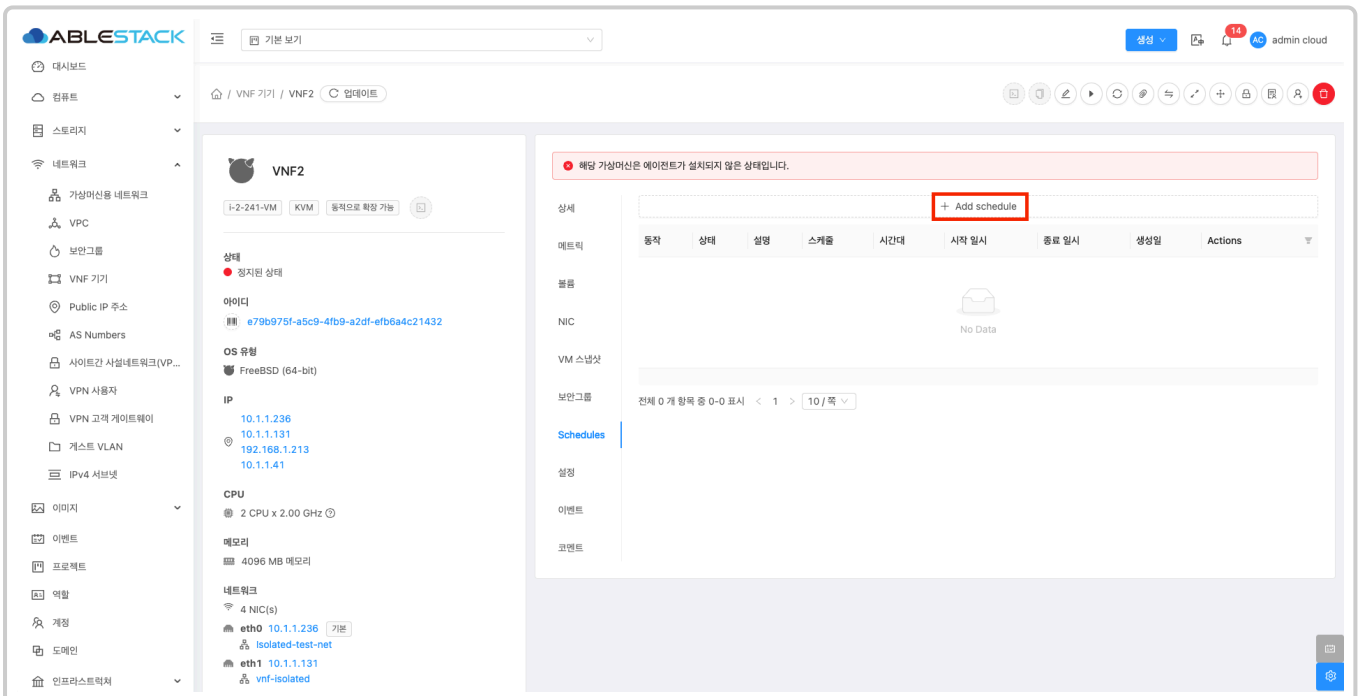 ABLESTACK
기본 보기
생성
14
AC
admin cloud
대시보드
컴퓨트
스토리지
네트워크
가상머신용 네트워크
VPC
보안그룹
VNF 기기
Public IP 주소
AS Numbers
사이트간 사설네트워크(VP...
VPN 사용자
VPN 고객 게이트웨이
게스트 VLAN
IPv4 서브넷
이미지
이벤트
프로젝트
역할
계정
도메인
인프라스트럭쳐
/ VNF 기기 / VNF2 업데이트
VNF2
i-2-241-VM KVM 동적으로 확장 가능
상태
정지된 상태
아이디
e79b975f-a5c9-4fb9-a2df-efb6a4c21432
OS 유형
FreeBSD (64-bit)
IP
10.1.1.236
10.1.1.131
192.168.1.213
10.1.1.41
CPU
2 CPU x 2.00 GHz
메모리
4096 MB 메모리
네트워크
4 NIC(s)
eth0 10.1.1.236 기본
Isolated-test-net
eth1 10.1.1.131
vnf-isolated
해당 가상머신은 에이전트가 설치되지 않은 상태입니다.
상세
메트릭
볼륨
NIC
VM 스냅샷
보안그룹
Schedules
설정
이벤트
코멘트
+ Add schedule
동작 상태 설명 스케줄 시간대 시작 일시 종료 일시 생성일 Actions
No Data
전체 0 개 항목 중 0-0 표시 < 1 > 10 / 쪽